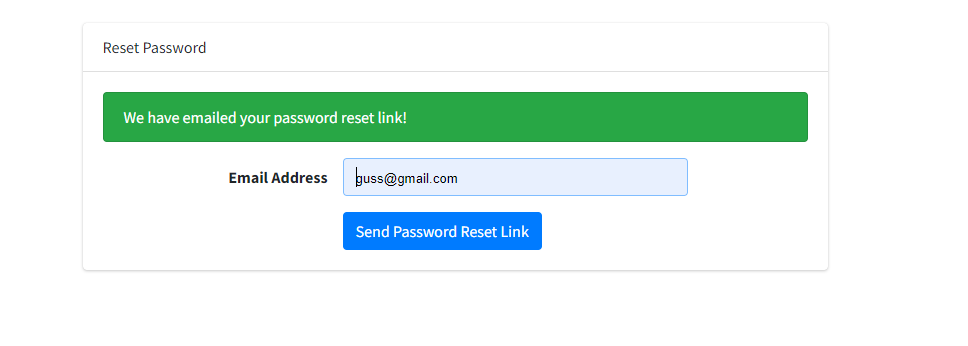 Reset Password
We have emailed your password reset link!
Email Address guss@gmail.com
Send Password Reset Link